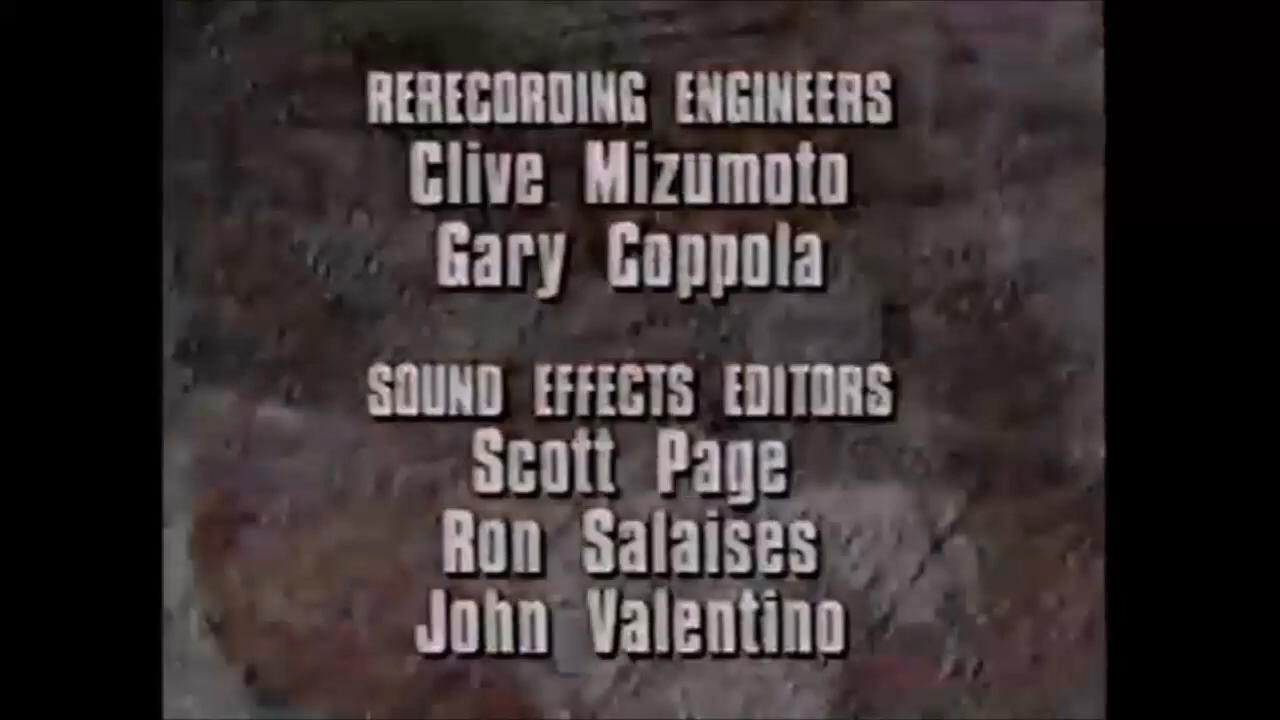 RERECORDING ENGINEERS
Clive Mizumoto
Gary Coppola
SOUND EFFECTS EDITORS
Scott Page
Ron Salaises
John Valentino